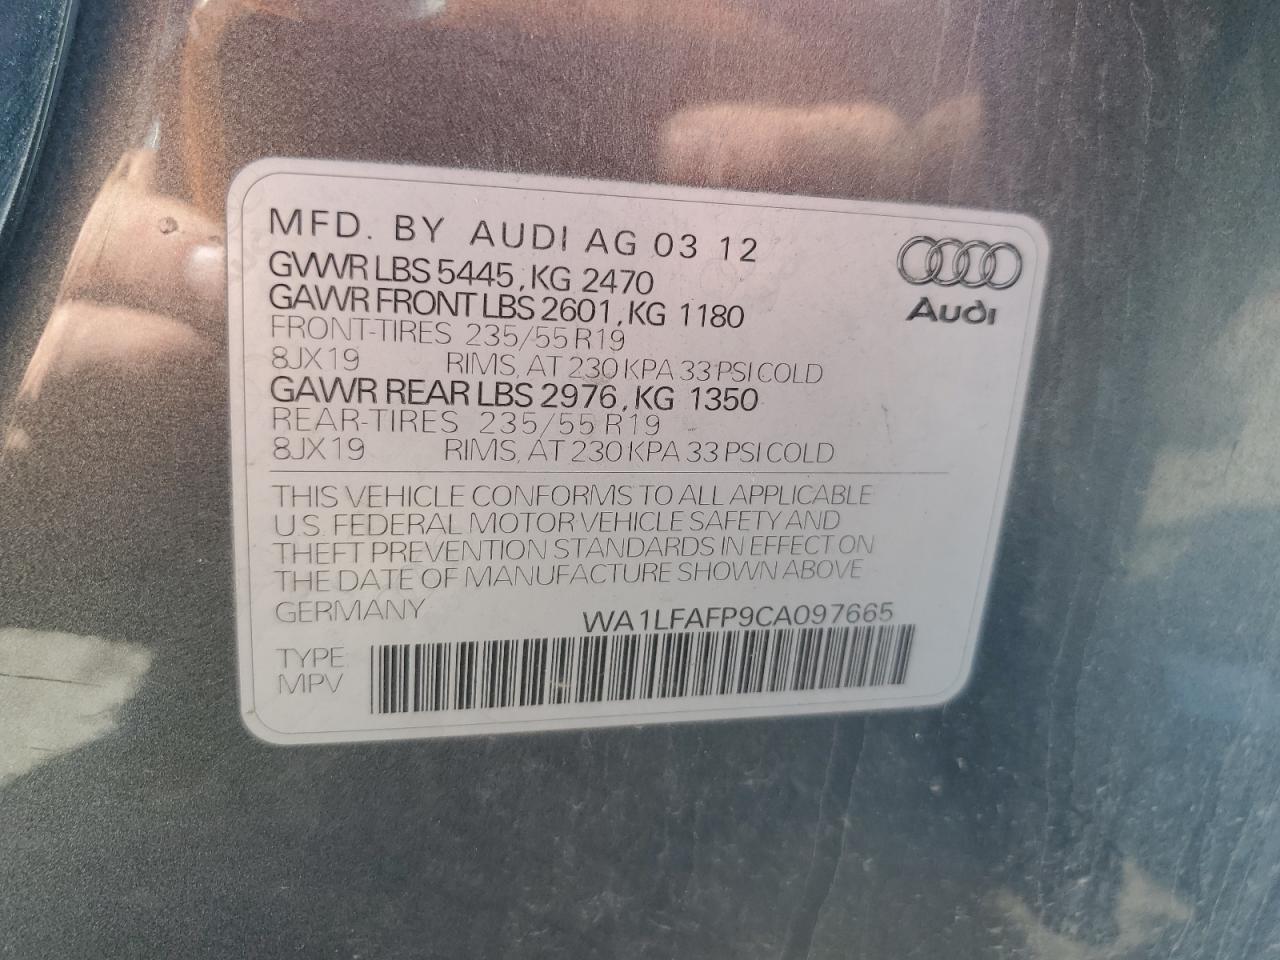 MFD. BY AUDI AG 03 12
GVWR LBS 5445, KG 2470
GAWR FRONT LBS 2601, KG 1180
FRONT-TIRES 235/55 R19
8JX19 RIMS, AT 230 KPA 33 PSI COLD
GAWR REAR LBS 2976, KG 1350
REAR-TIRES 235/55 R19
8JX19 RIMS, AT 230 KPA 33 PSI COLD
Audi
THIS VEHICLE CONFORMS TO ALL APPLICABLE
U.S. FEDERAL MOTOR VEHICLE SAFETY AND
THEFT PREVENTION STANDARDS IN EFFECT ON
THE DATE OF MANUFACTURE SHOWN ABOVE
GERMANY WA1LFAFP9CA097665
TYPE
MPV